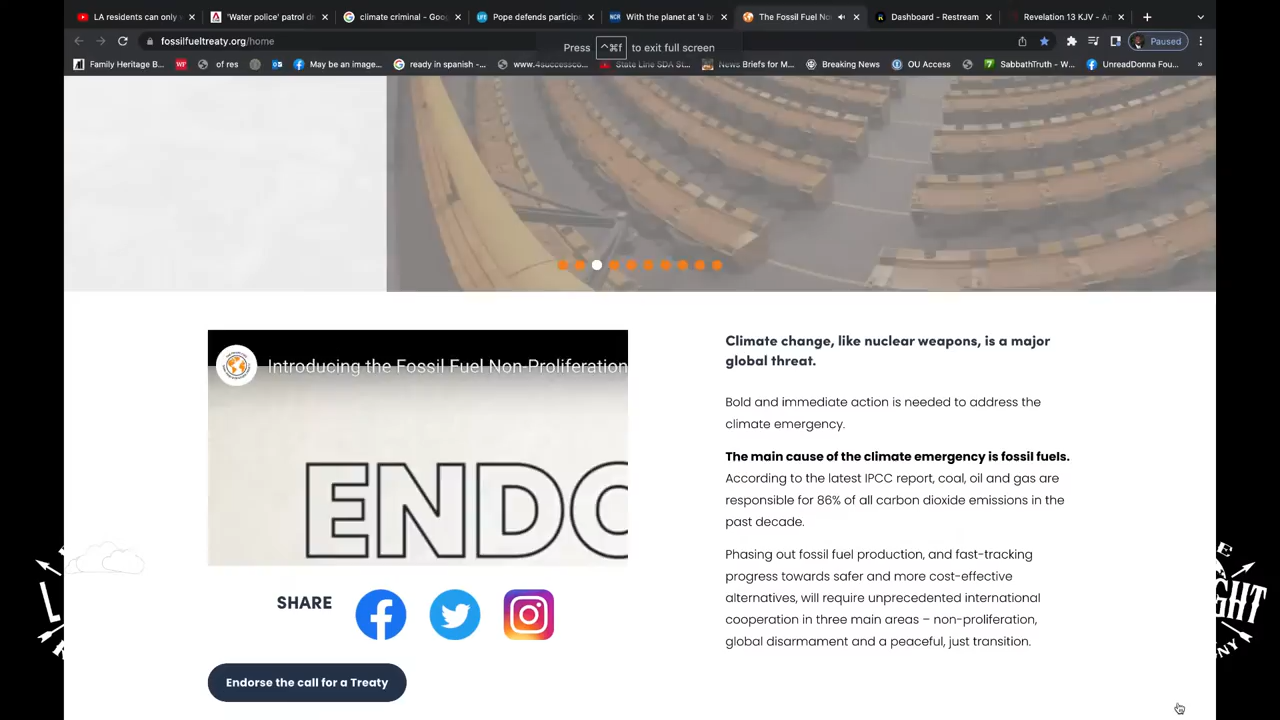 LA residents can only
'Water police' patrol dr
climate criminal - Goo
Pope defends particip
With the planet at 'a b
The Fossil Fuel No
Dashboard - Restream
Revelation 13 KJV - A
fossilfueltreaty.org/home
Press ^⌘f to exit full screen
Paused
Family Heritage B...
of res
May be an image...
ready in spanish -...
www.4successco...
State Line SDA St...
News Briefs for M...
Breaking News
OU Access
SabbathTruth - W...
UnreadDonna Fou...
»
Introducing the Fossil Fuel Non-Proliferation
ENDO
SHARE
Endorse the call for a Treaty
Climate change, like nuclear weapons, is a major
global threat.
Bold and immediate action is needed to address the
climate emergency.
The main cause of the climate emergency is fossil fuels.
According to the latest IPCC report, coal, oil and gas are
responsible for 86% of all carbon dioxide emissions in the
past decade.
Phasing out fossil fuel production, and fast-tracking
progress towards safer and more cost-effective
alternatives, will require unprecedented international
cooperation in three main areas – non-proliferation,
global disarmament and a peaceful, just transition.